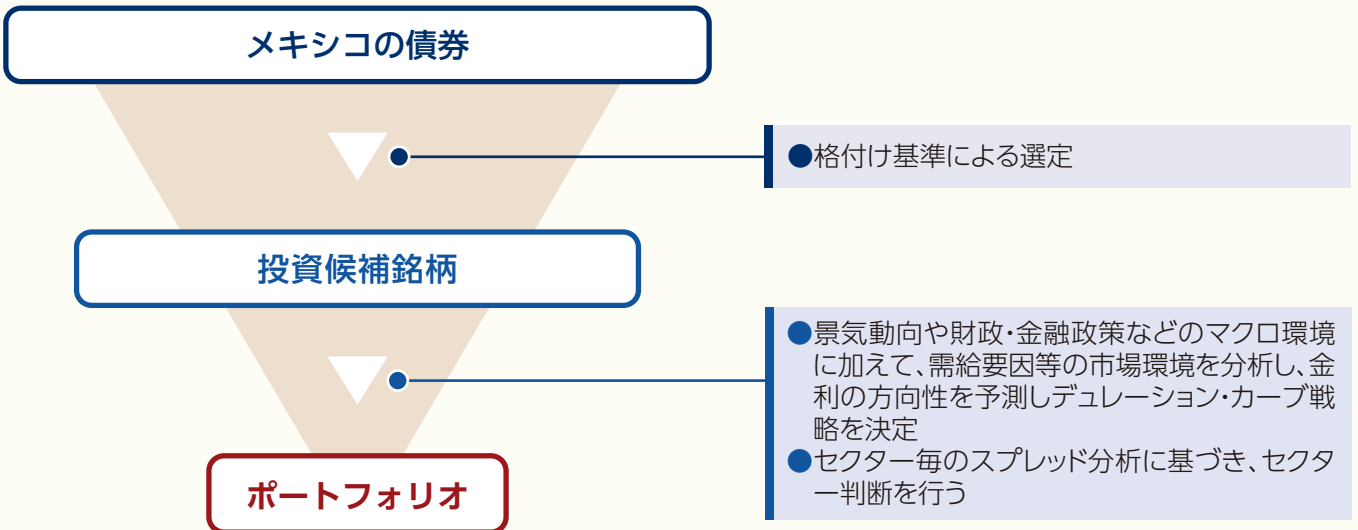 メキシコの債券
●格付け基準による選定
投資候補銘柄
●景気動向や財政・金融政策などのマクロ環境
に加えて、需給要因等の市場環境を分析し、金
利の方向性を予測しデュレーション・カーブ戦
略を決定
●セクター毎のスプレッド分析に基づき、セクタ
ー判断を行う
ポートフォリオ